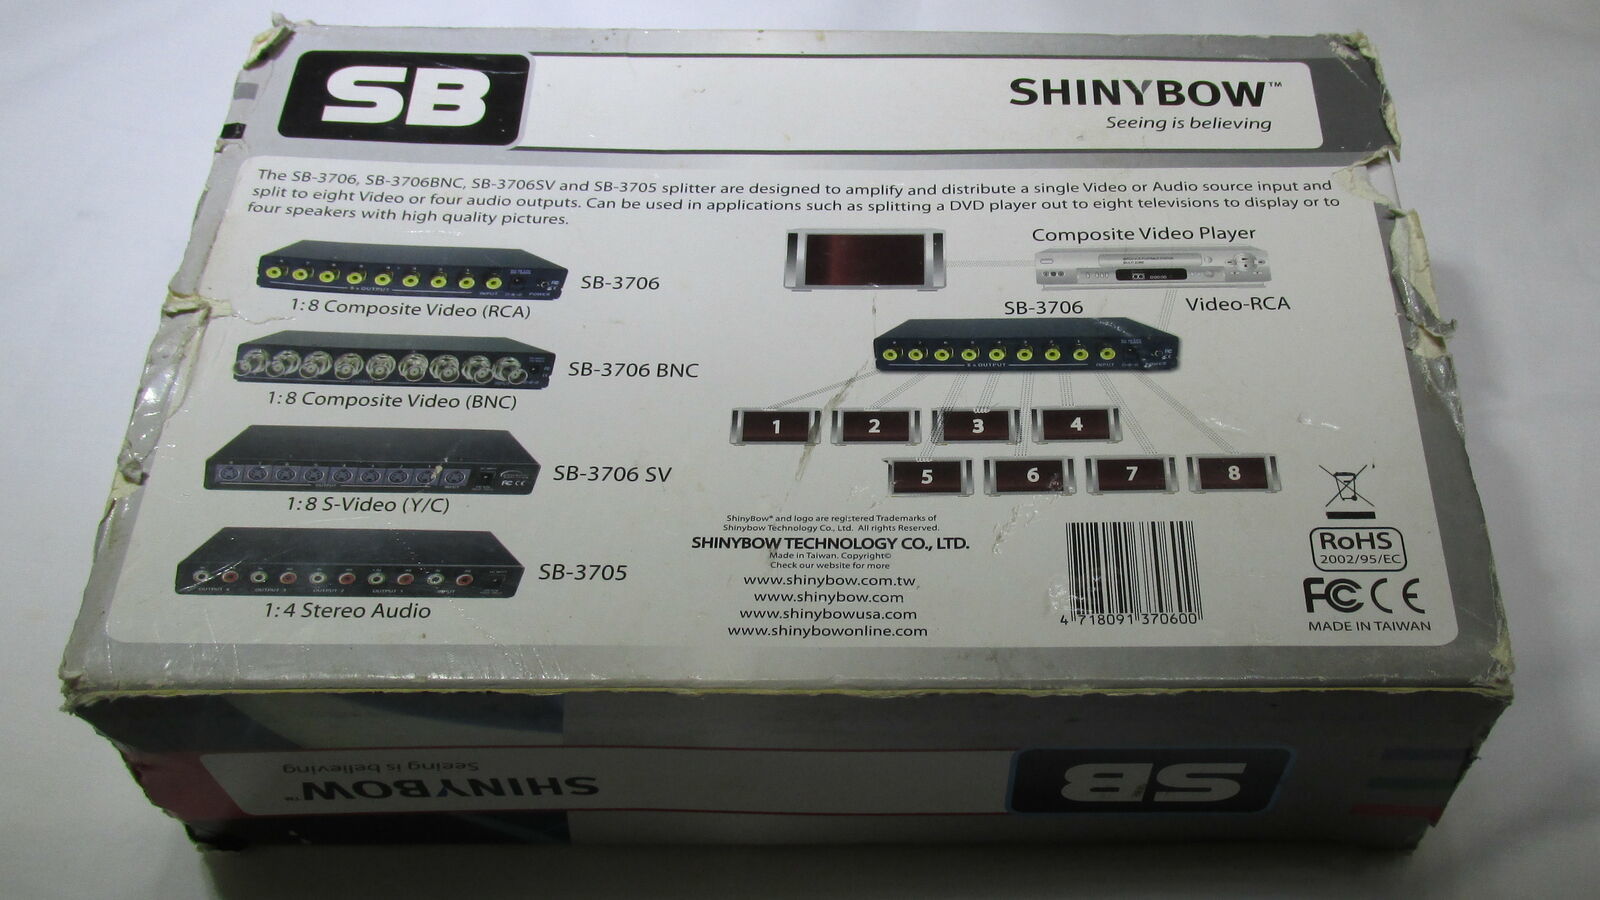 SB
SHINYBOW™
Seeing is believing
The SB-3706, SB-3706BNC, SB-3706SV and SB-3705 splitter are designed to amplify and distribute a single Video or Audio source input and
split to eight Video or four audio outputs. Can be used in applications such as splitting a DVD player out to eight televisions to display or to
four speakers with high quality pictures.
SB-3706
1:8 Composite Video (RCA)
SB-3706 BNC
1:8 Composite Video (BNC)
SB-3706 SV
1:8 S-Video (Y/C)
SB-3705
1:4 Stereo Audio
Composite Video Player
SB-3706
Video-RCA
8 x OUTPUT
INPUT
1
2
3
4
5
6
7
8
ShinyBow® and logo are registered Trademarks of
Shinybow Technology Co., Ltd. All rights Reserved.
SHINYBOW TECHNOLOGY CO., LTD.
Made in Taiwan. Copyright©
Check our website for more
www.shinybow.com.tw
www.shinybow.com
www.shinybowusa.com
www.shinybowonline.com
4 718091 370600
RoHS
2002/95/EC
FC CE
MADE IN TAIWAN
SHINYBOW™
Seeing is believing
SB